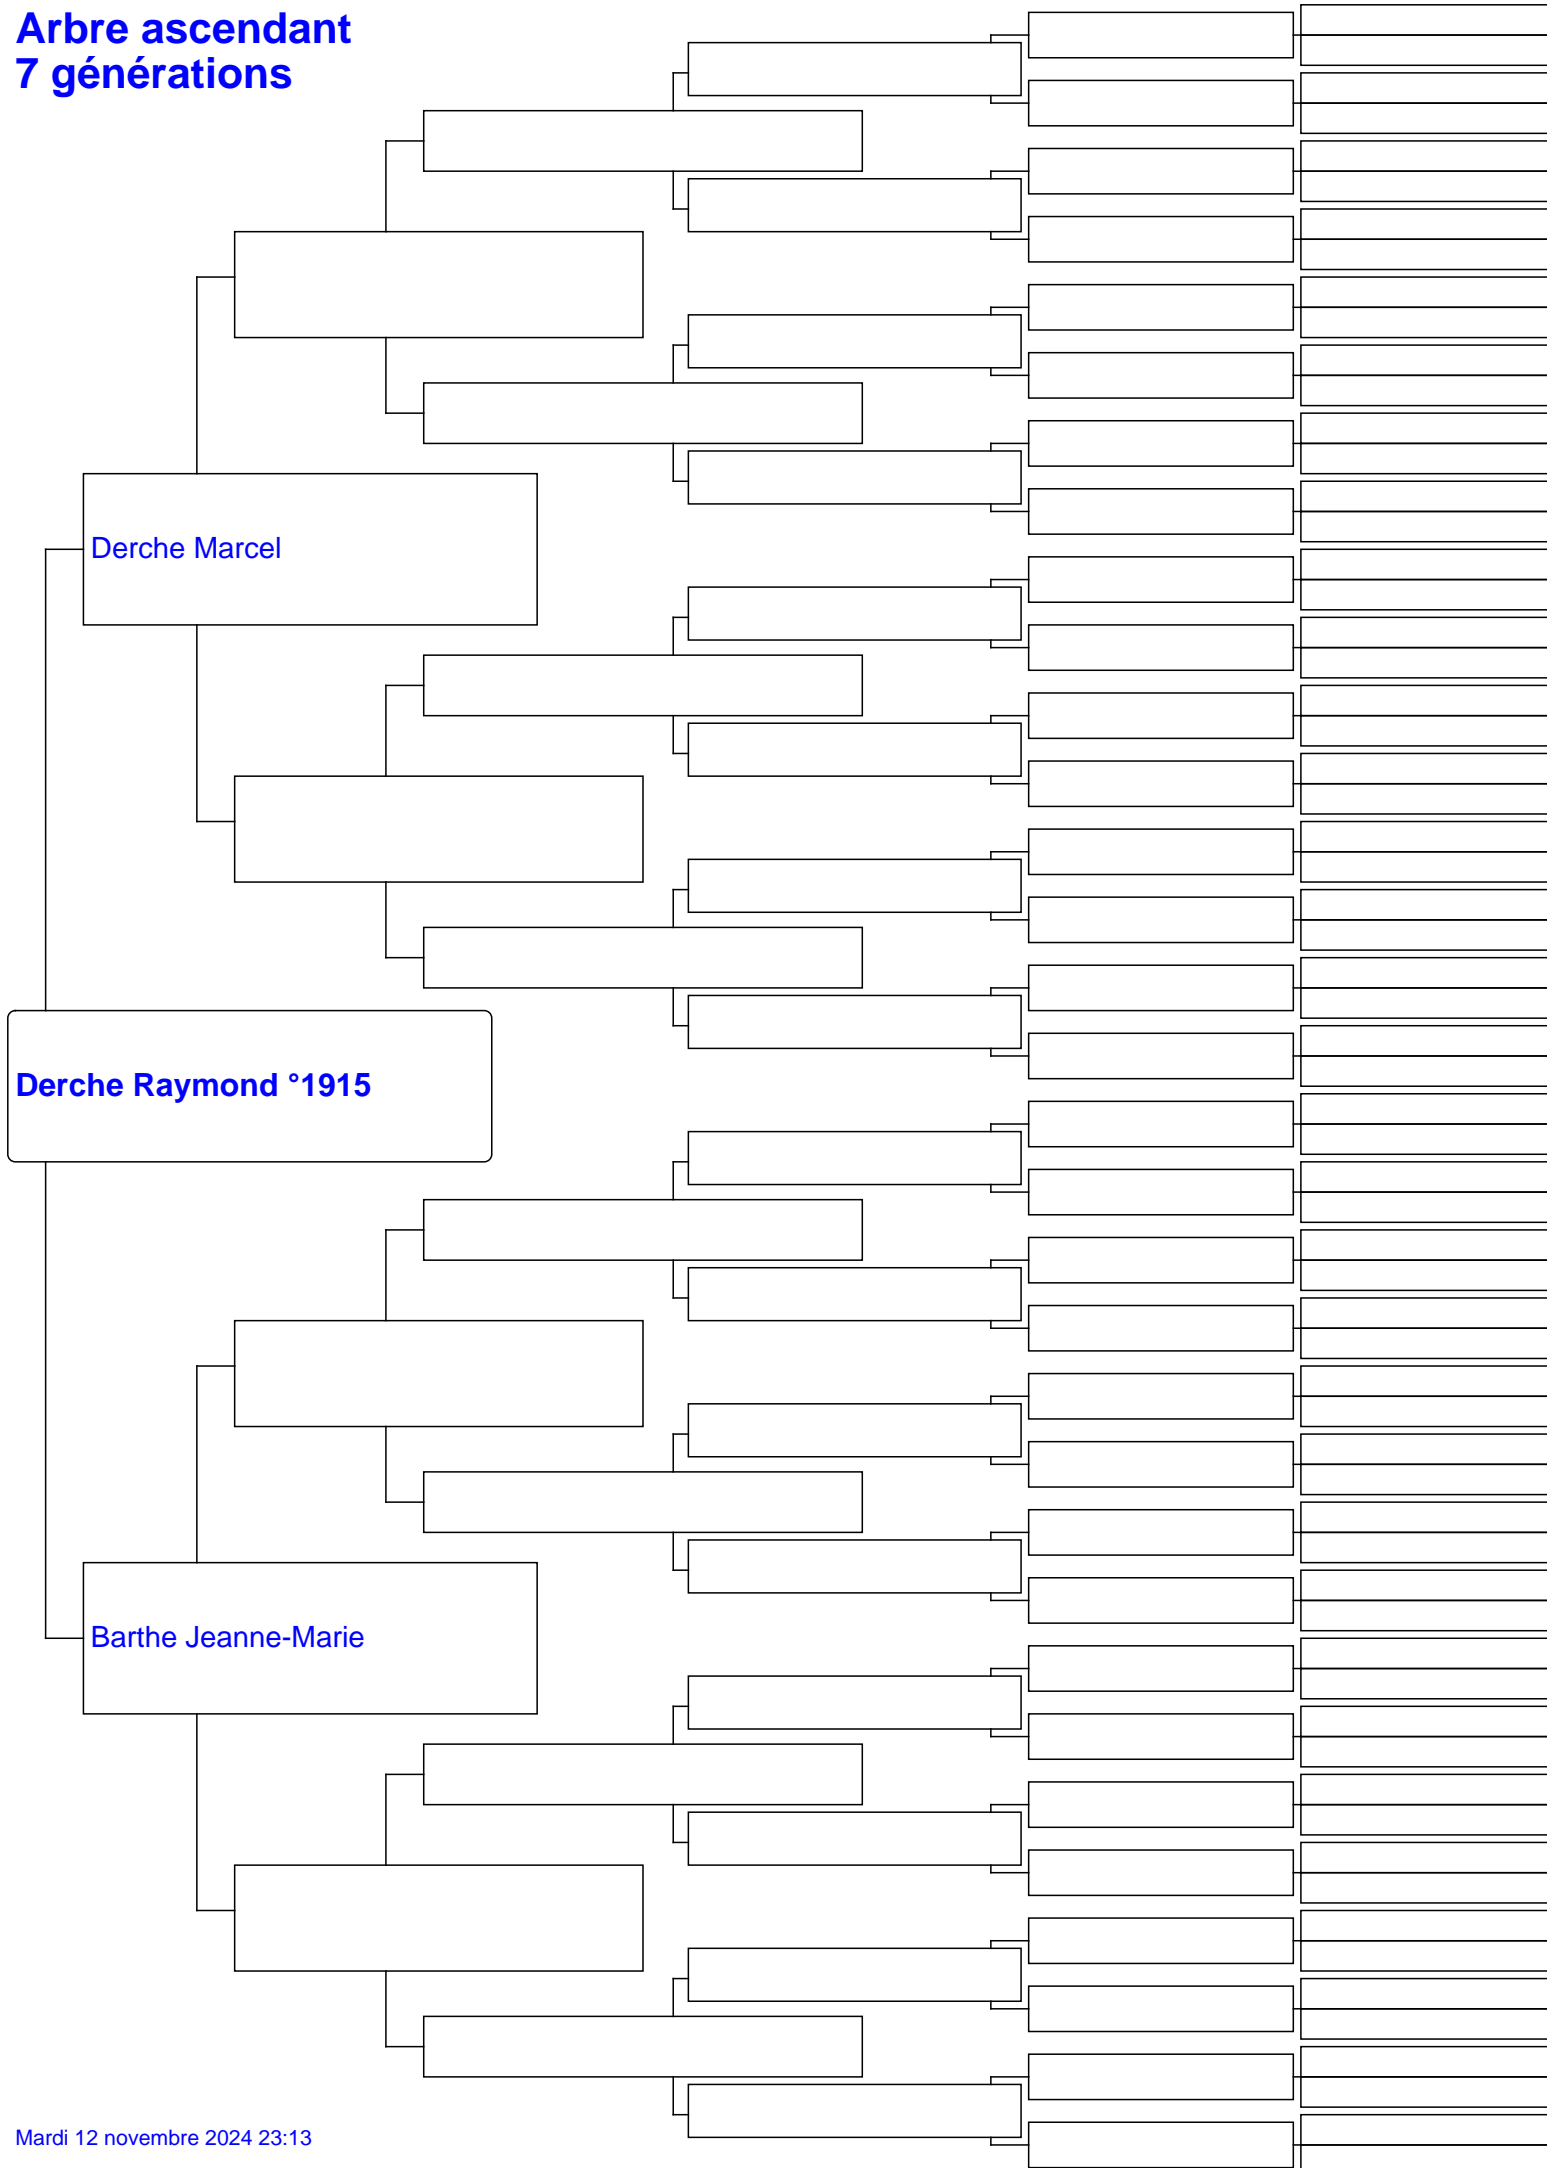 Arbre ascendant
7 générations
Derche Marcel
Derche Raymond °1915
Barthe Jeanne-Marie
Mardi 12 novembre 2024 23:13